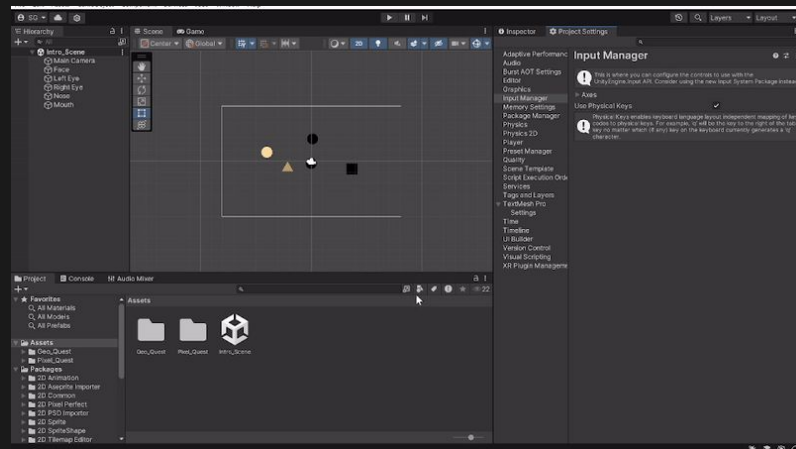 SG
Layers
Layout
Hierarchy
Scene
Game
Inspector
Project Settings
Center
Global
2D
All
Intro_Scene
Main Camera
Face
Left Eye
Right Eye
Nose
Mouth
Adaptive Performanc
Audio
Burst AOT Settings
Editor
Graphics
Input Manager
Memory Settings
Package Manager
Physics
Physics 2D
Player
Preset Manager
Quality
Scene Template
Script Execution Orde
Services
Tags and Layers
TextMesh Pro
Settings
Time
Timeline
UI Builder
Version Control
Visual Scripting
XR Plugin Manageme
Input Manager
This is where you can configure the controls to use with the
UnityEngine.Input API. Consider using the new Input System Package instead
Axes
Use Physical Keys
Physical Keys enables keyboard language layout independent mapping of key
codes to physical keys. For example, 'q' will be the key to the right of the tab
key no matter which (if any) key on the keyboard currently generates a 'q'
character.
Project
Console
Audio Mixer
22
Favorites
All Materials
All Models
All Prefabs
Assets
Geo_Quest
Pixel_Quest
Packages
2D Animation
2D Aseprite Importer
2D Common
2D Pixel Perfect
2D PSD Importer
2D Sprite
2D SpriteShape
2D Tilemap Editor
Assets
Geo_Quest
Pixel_Quest
Intro_Scene